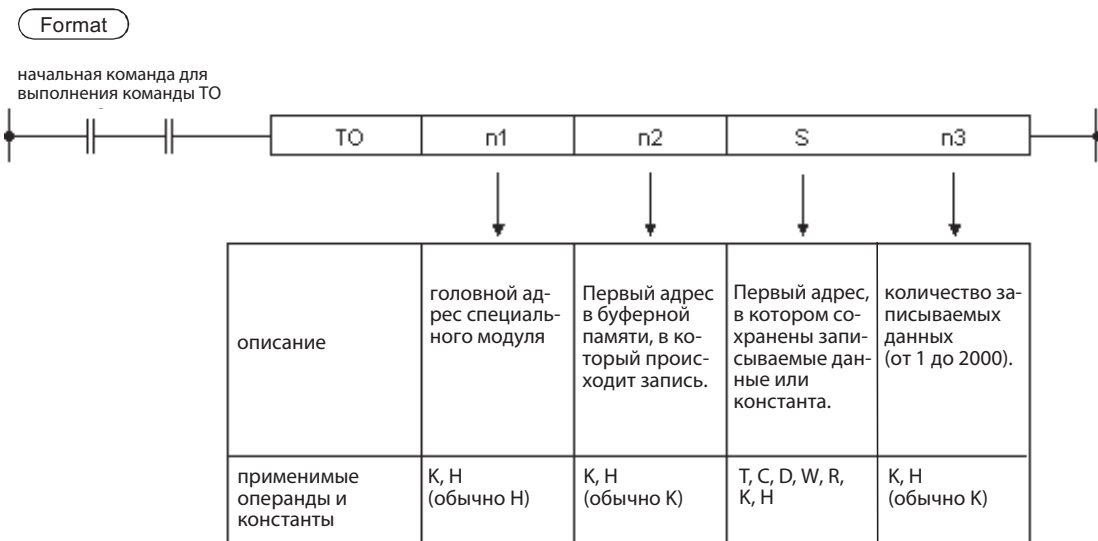 Format
начальная команда для
выполнения команды TO
TO n1 n2 S n3
описание
головной ад-
рес специаль-
ного модуля
Первый адрес
в буферной
памяти, в ко-
торый проис-
ходит запись.
Первый адрес,
в котором со-
хранены запи-
сываемые дан-
ные или
константа.
количество за-
писываемых
данных
(от 1 до 2000).
применимые
операнды и
константы
K, H
(обычно H)
K, H
(обычно K)
T, C, D, W, R,
K, H
K, H
(обычно K)